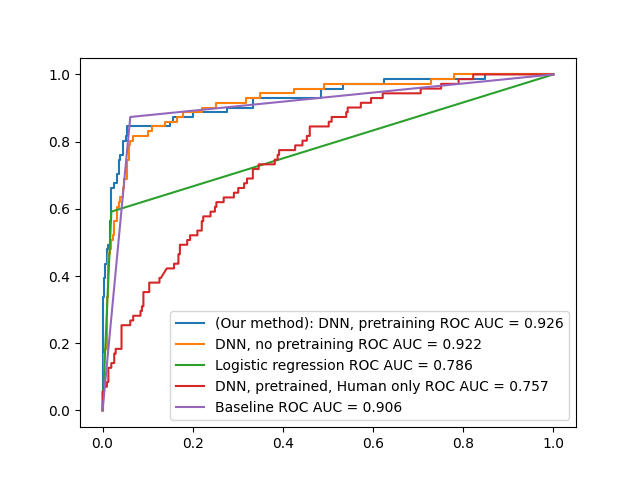 1.0
0.8
0.6
0.4
0.2
0.0
(Our method): DNN, pretraining ROC AUC = 0.926
DNN, no pretraining ROC AUC = 0.922
Logistic regression ROC AUC = 0.786
DNN, pretrained, Human only ROC AUC = 0.757
Baseline ROC AUC = 0.906
0.0 0.2 0.4 0.6 0.8 1.0